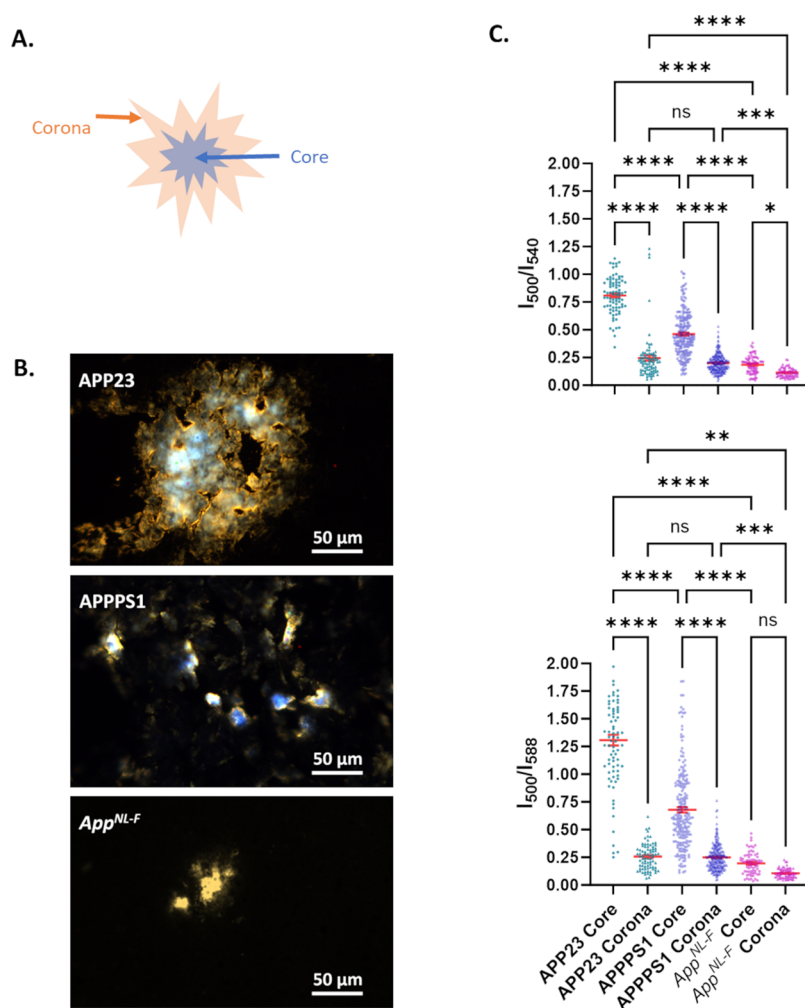 A.
Corona
Core
B.
APP23
50 µm
APPPS1
50 µm
App^NL-F
50 µm
C.
****
****
ns
***
****
****
****
****
*
2.00
1.75
1.50
1.25
1.00
0.75
0.50
0.25
0.00
I500/I540
**
****
ns
***
****
****
ns
****
****
2.00
1.75
1.50
1.25
1.00
0.75
0.50
0.25
0.00
I500/I588
APP23 Core
APP23 Corona
APPPS1 Core
APPPS1 Corona
App^NL-F Core
App^NL-F Corona